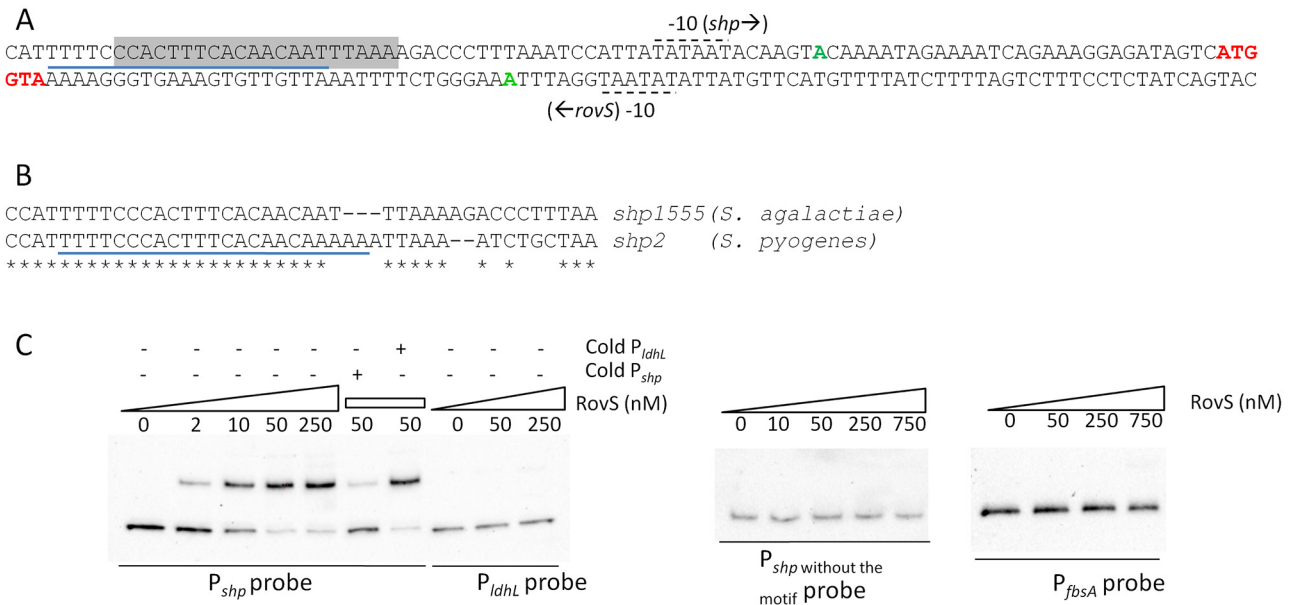 A
-10 (shp→)
CATTTTTCCCACTTTCACAACAATTTAAAAGACCCTTTAAATCCATTATATAATACAAGTACAAAATAGAAAATCAGAAAGGAGATAGTCATG
GTAAAAAGGGTGAAAGTGTTGTTAAATTTTCTGGGAAATTTAGGTAATATATTATGTTCATGTTTTATCTTTTAGTCTTTCCTCTATCAGTAC
(←rovS) -10
B
CCATTTTTCCCACTTTCACAACAAT---TTAAAAGACCCTTTAA shp1555 (S. agalactiae)
CCATTTTTCCCACTTTCACAACAAAAAATTAAA--ATCTGCTAA shp2 (S. pyogenes)
************************    *****  * *   ***
C
- - - - - - + - - - Cold PldhL
- - - - - + - - - - Cold Pshp
RovS (nM)
0 2 10 50 250 50 50 0 50 250
0 10 50 250 750
0 50 250 750
RovS (nM)
Pshp probe
PldhL probe
Pshp without the
motif probe
PfbsA probe